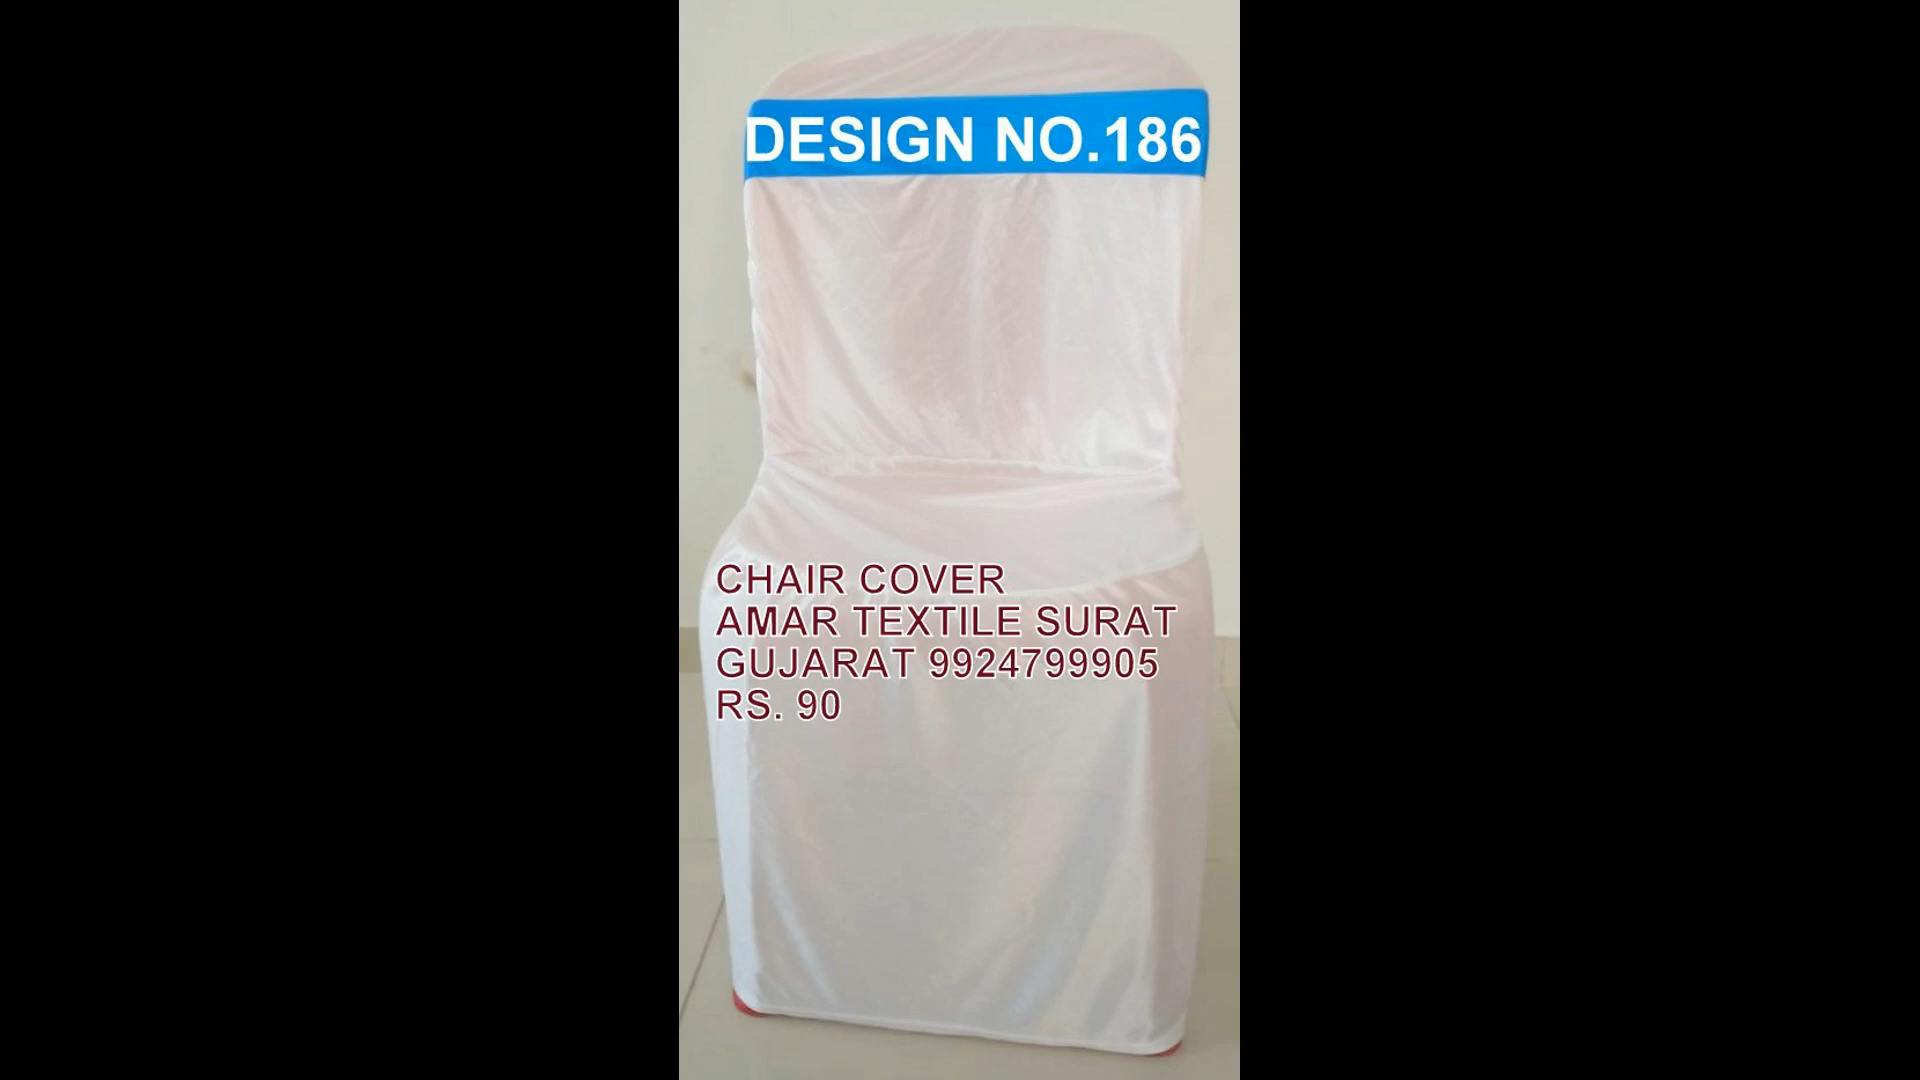 DESIGN NO.186
CHAIR COVER
AMAR TEXTILE SURAT
GUJARAT 9924799905
RS. 90